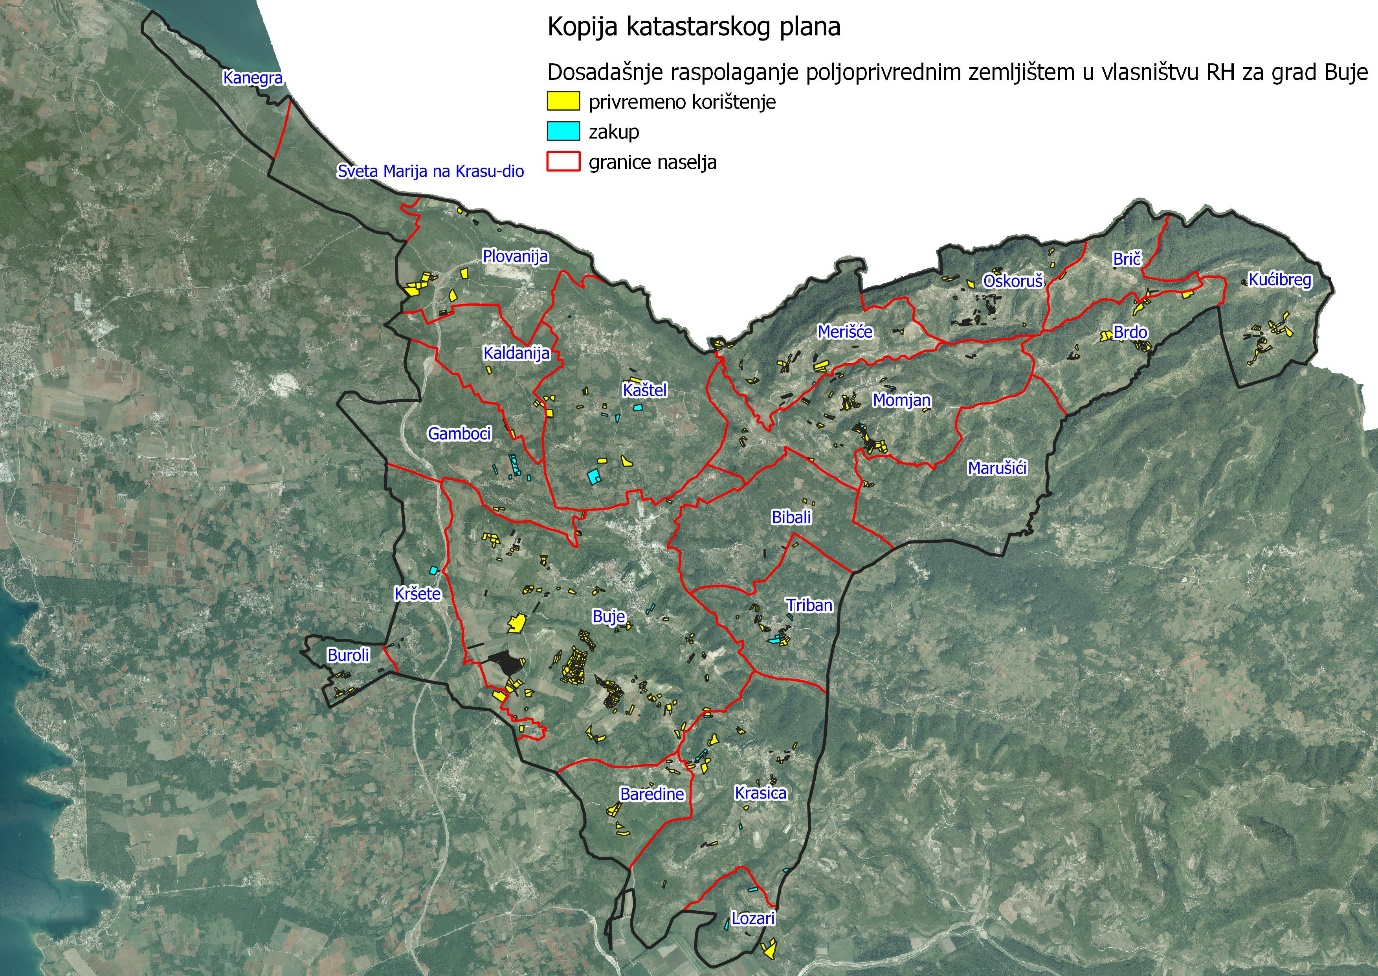 Kopija katastarskog plana
Dosadašnje raspolaganje poljoprivrednim zemljištem u vlasništvu RH za grad Buje
privremeno korištenje
zakup
granice naselja
Kanegra
Sveta Marija na Krasu-dio
Plovanija
Oskoruš
Brič
Kućibreg
Merišće
Brdo
Kaldanija
Kaštel
Momjan
Gamboci
Marušići
Bibali
Kršete
Buje
Triban
Buroli
Baredine
Krasica
Lozari